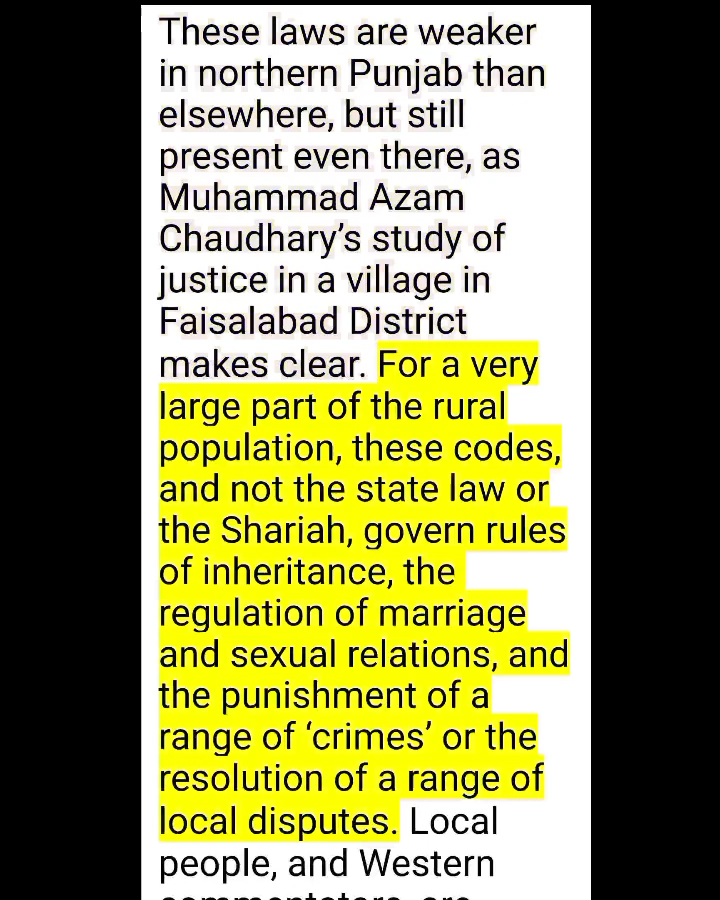 These laws are weaker
in northern Punjab than
elsewhere, but still
present even there, as
Muhammad Azam
Chaudhary’s study of
justice in a village in
Faisalabad District
makes clear. For a very
large part of the rural
population, these codes,
and not the state law or
the Shariah, govern rules
of inheritance, the
regulation of marriage
and sexual relations, and
the punishment of a
range of ‘crimes’ or the
resolution of a range of
local disputes. Local
people, and Western